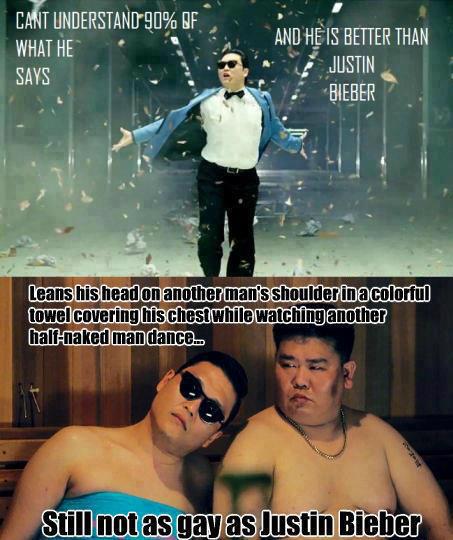 CANT UNDERSTAND 90% OF
WHAT HE
SAYS
AND HE IS BETTER THAN
JUSTIN
BIEBER
Leans his head on another man's shoulder in a colorful
towel covering his chest while watching another
half-naked man dance...
Still not as gay as Justin Bieber